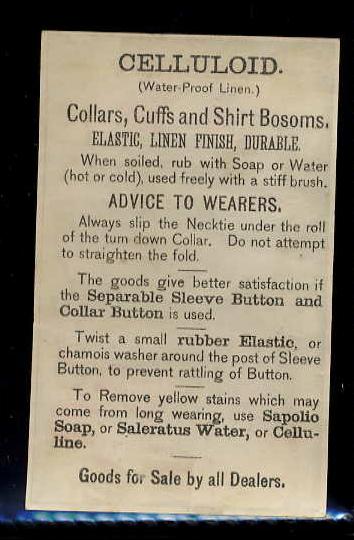 CELLULOID.
(Water-Proof Linen.)
Collars, Cuffs and Shirt Bosoms.
ELASTIC, LINEN FINISH, DURABLE.
When soiled, rub with Soap or Water
(hot or cold), used freely with a stiff brush.
ADVICE TO WEARERS.
Always slip the Necktie under the roll
of the turn down Collar. Do not attempt
to straighten the fold.
The goods give better satisfaction if
the Separable Sleeve Button and
Collar Button is used.
Twist a small rubber Elastic, or
chamois washer around the post of Sleeve
Button, to prevent rattling of Button.
To Remove yellow stains which may
come from long wearing, use Sapolio
Soap, or Saleratus Water, or Cellu-
line.
Goods for Sale by all Dealers.